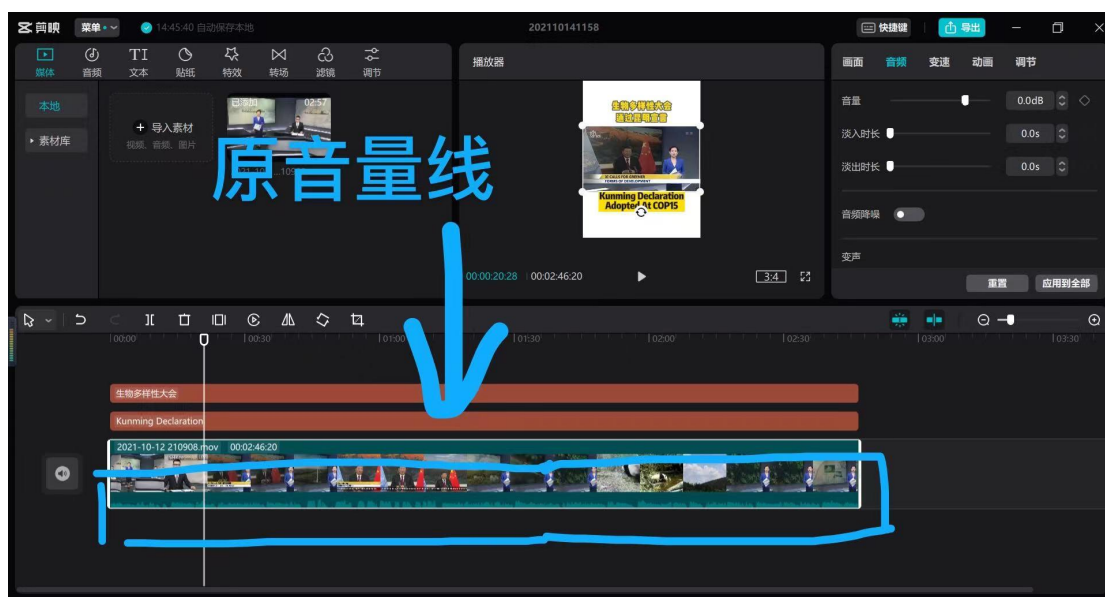 剪映 菜单 14:45:40 自动保存本地 202110141158 快捷键 导出
媒体 音频 TI 文本 贴纸 特效 转场 滤镜 调节
播放器
画面 音频 变速 动画 调节
本地
素材库
导入素材
视频、音频、图片
已添加 02:57
原音量线
生物多样性大会
通过昆明宣言
Kunming Declaration
Adopted At COP15
00:00:20:28 00:02:46:20 3:4
音量 0.0dB
淡入时长 0.0s
淡出时长 0.0s
音频降噪
变声
重置 应用到全部
00:00 00:30 01:00 01:30 02:00 02:30 03:00 03:30
生物多样性大会
Kunming Declaration
2021-10-12 210908.mov 00:02:46:20